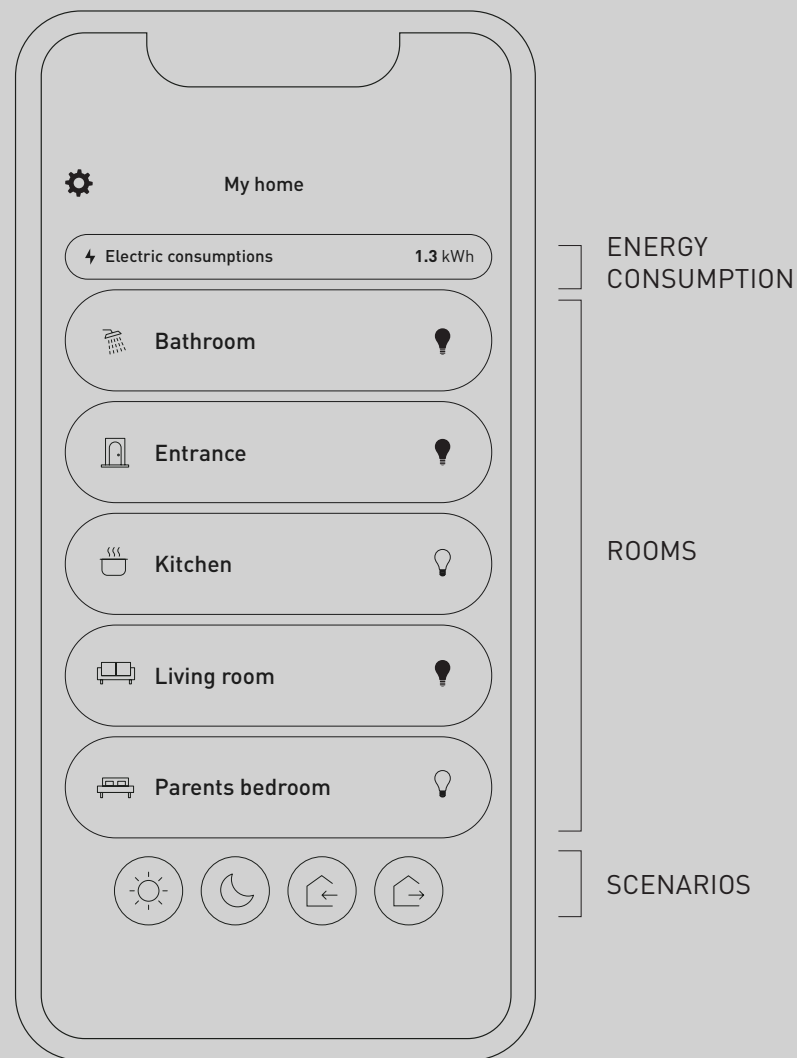 My home
Electric consumptions 1.3 kWh
ENERGY
CONSUMPTION
Bathroom
Entrance
Kitchen
Living room
Parents bedroom
ROOMS
SCENARIOS